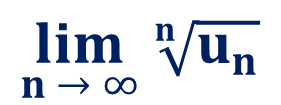 lim n → ∞ ⁿ√uₙ